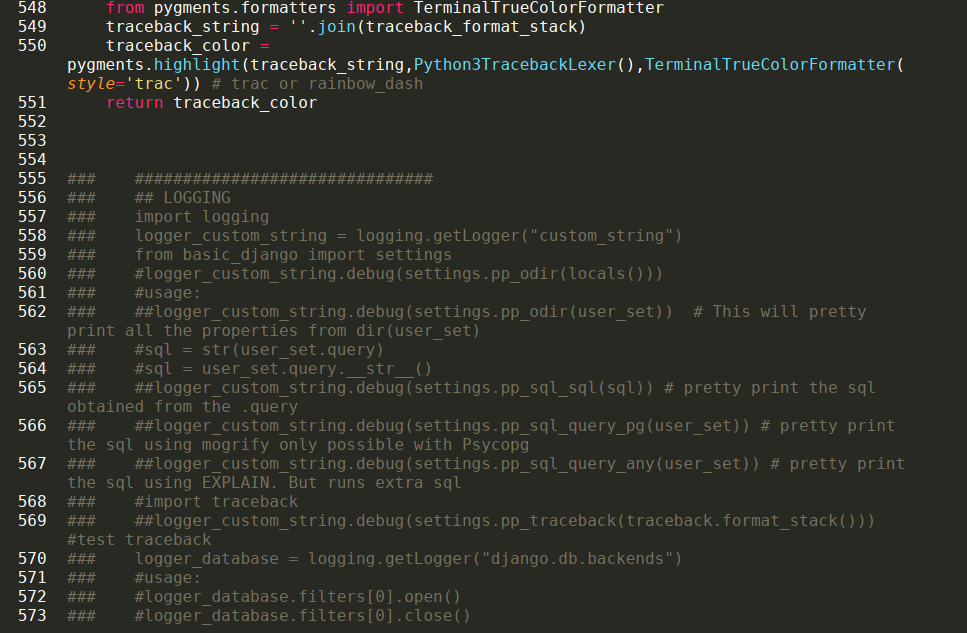 548     from pygments.formatters import TerminalTrueColorFormatter
549     traceback_string = ''.join(traceback_format_stack)
550     traceback_color =
pygments.highlight(traceback_string,Python3TracebackLexer(),TerminalTrueColorFormatter(
style='trac')) # trac or rainbow_dash
551     return traceback_color
552
553
554
555 ###    ###############################
556 ###    ## LOGGING
557 ###    import logging
558 ###    logger_custom_string = logging.getLogger("custom_string")
559 ###    from basic_django import settings
560 ###    #logger_custom_string.debug(settings.pp_odir(locals()))
561 ###    #usage:
562 ###    ##logger_custom_string.debug(settings.pp_odir(user_set))  # This will pretty
print all the properties from dir(user_set)
563 ###    #sql = str(user_set.query)
564 ###    #sql = user_set.query.__str__()
565 ###    ##logger_custom_string.debug(settings.pp_sql_sql(sql)) # pretty print the sql
obtained from the .query
566 ###    ##logger_custom_string.debug(settings.pp_sql_query_pg(user_set)) # pretty print
the sql using mogrify only possible with Psycopg
567 ###    ##logger_custom_string.debug(settings.pp_sql_query_any(user_set)) # pretty print
the sql using EXPLAIN. But runs extra sql
568 ###    #import traceback
569 ###    ##logger_custom_string.debug(settings.pp_traceback(traceback.format_stack()))
#test traceback
570 ###    logger_database = logging.getLogger("django.db.backends")
571 ###    #usage:
572 ###    #logger_database.filters[0].open()
573 ###    #logger_database.filters[0].close()